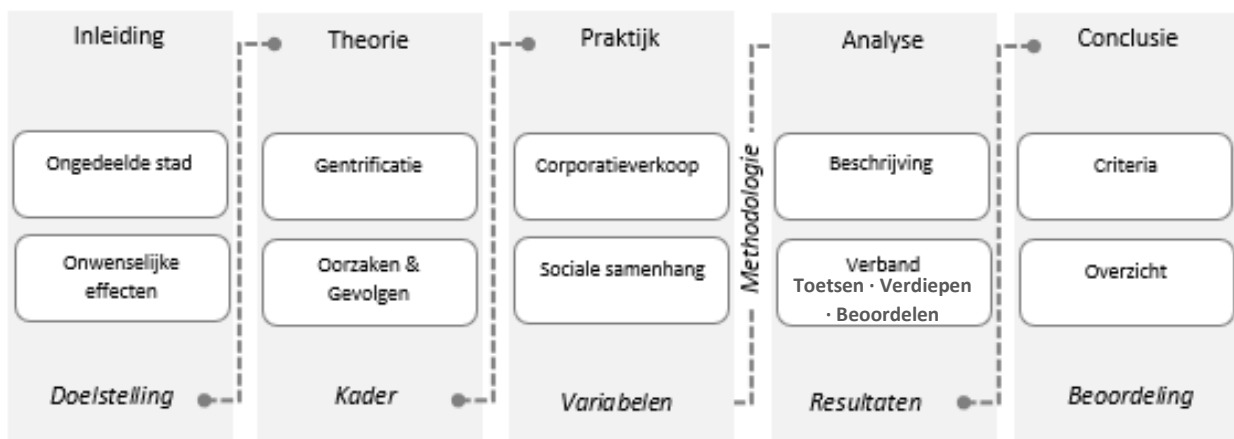 Inleiding
Ongedeelde stad
Onwenselijke
effecten
Doelstelling
Theorie
Gentrificatie
Oorzaken &
Gevolgen
Kader
Praktijk
Corporatieverkoop
Sociale samenhang
Variabelen
Methodologie
Analyse
Beschrijving
Verband
Toetsen · Verdiepen
· Beoordelen
Resultaten
Conclusie
Criteria
Overzicht
Beoordeling